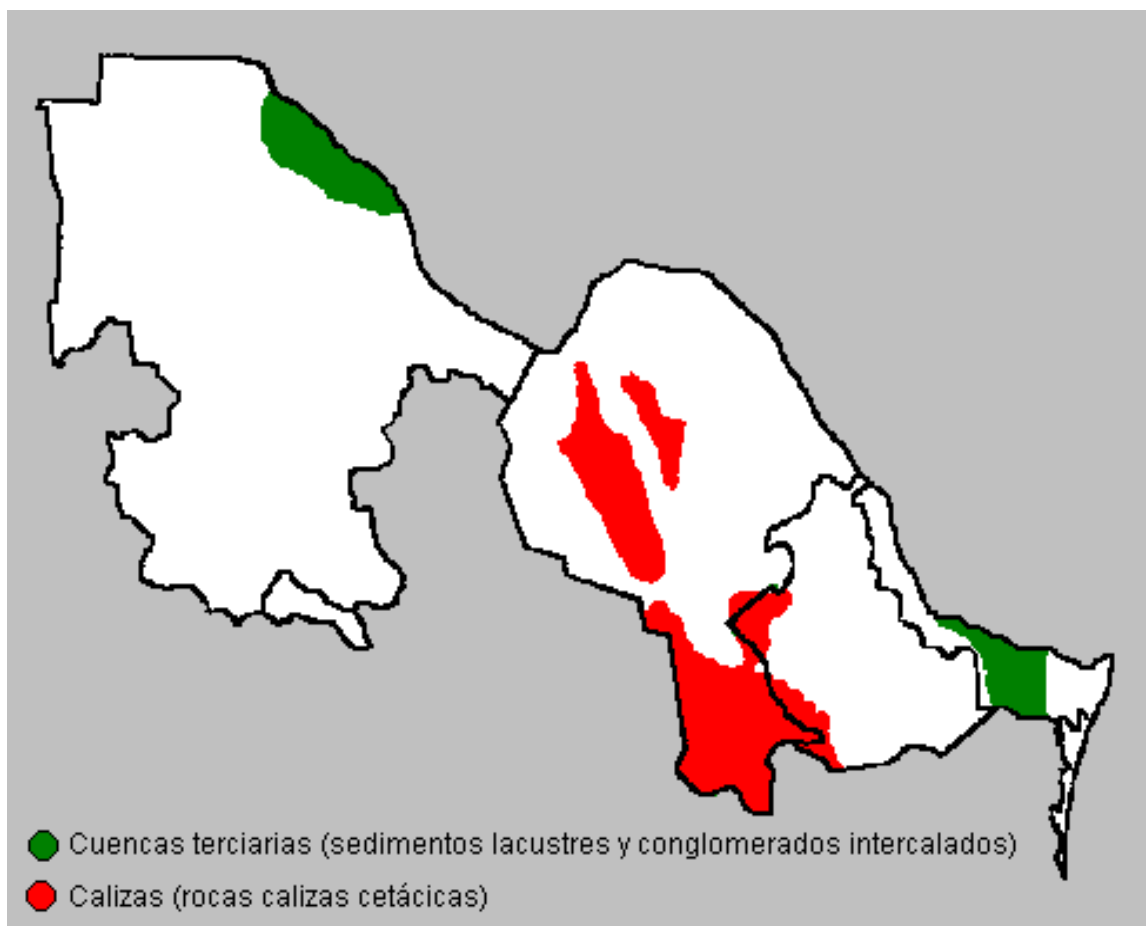 Cuencas terciarias (sedimentos lacustres y conglomerados intercalados)
Calizas (rocas calizas cetácicas)